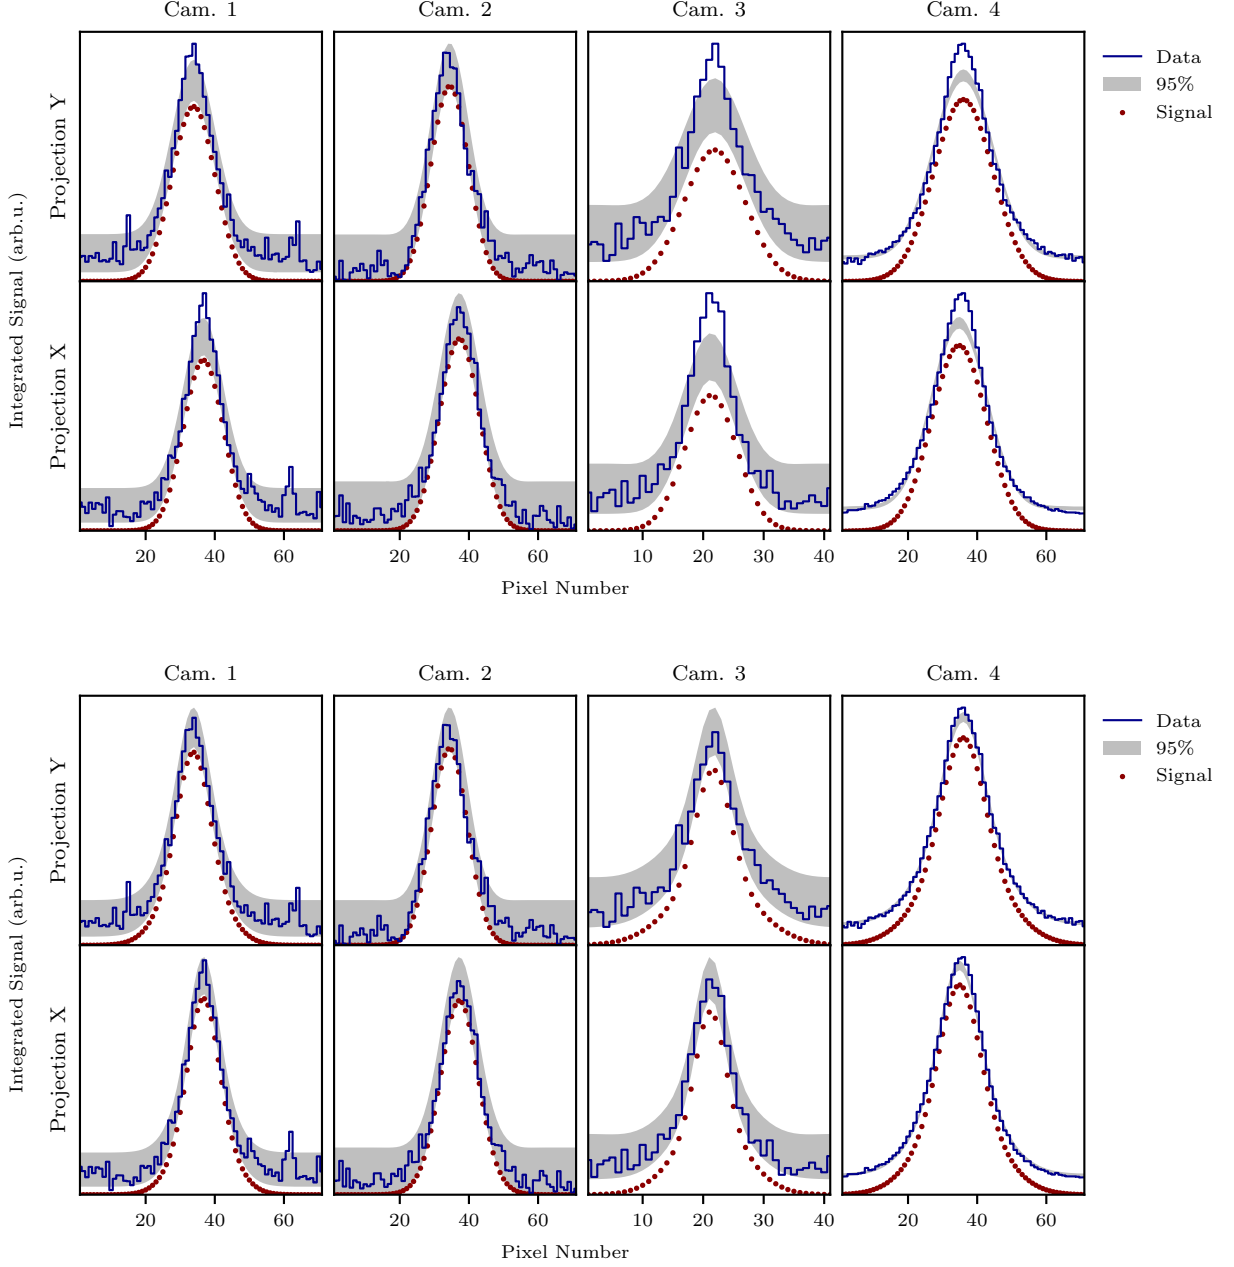 Cam. 1 Cam. 2 Cam. 3 Cam. 4
Data
95%
Signal
Projection Y
Projection X
Integrated Signal (arb.u.)
20 40 60 20 40 60 10 20 30 40 20 40 60
Pixel Number
Cam. 1 Cam. 2 Cam. 3 Cam. 4
Data
95%
Signal
Projection Y
Projection X
Integrated Signal (arb.u.)
20 40 60 20 40 60 10 20 30 40 20 40 60
Pixel Number